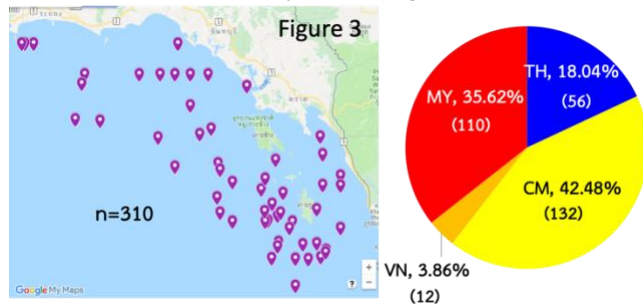 Figure 3
n=310
Google My Maps
?
+
−
TH, 18.04%
(56)
MY, 35.62%
(110)
CM, 42.48%
(132)
VN, 3.86%
(12)